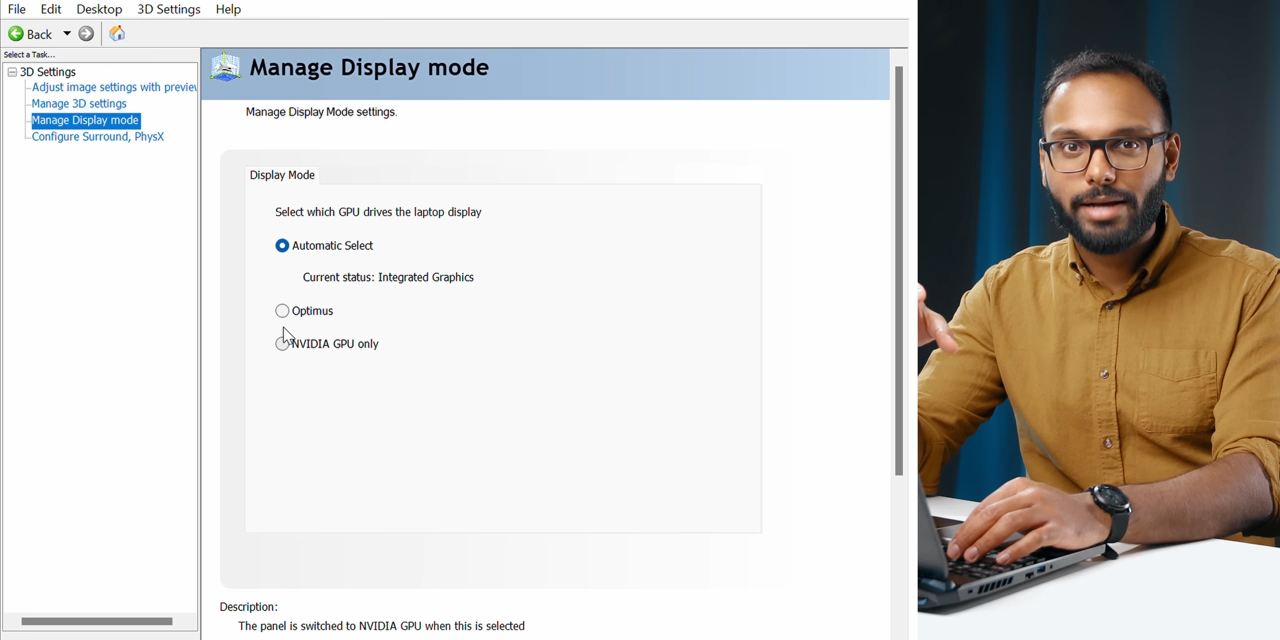 File Edit Desktop 3D Settings Help
Back
Select a Task...
3D Settings
Adjust image settings with preview
Manage 3D settings
Manage Display mode
Configure Surround, PhysX
Manage Display mode
Manage Display Mode settings.
Display Mode
Select which GPU drives the laptop display
Automatic Select
Current status: Integrated Graphics
Optimus
NVIDIA GPU only
Description:
The panel is switched to NVIDIA GPU when this is selected